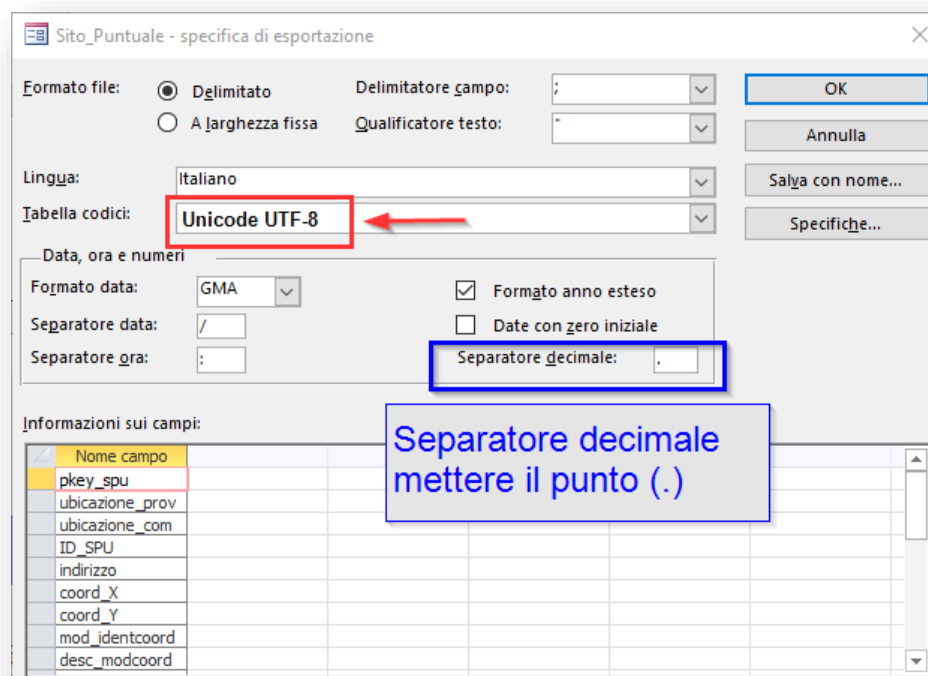 Sito_Puntuale - specifica di esportazione
Formato file:
Delimitato
A larghezza fissa
Delimitatore campo:
;
Qualificatore testo:
"
OK
Annulla
Salva con nome...
Specifiche...
Lingua:
Italiano
Tabella codici:
Unicode UTF-8
Data, ora e numeri
Formato data:
GMA
Separatore data:
/
Separatore ora:
:
Formato anno esteso
Date con zero iniziale
Separatore decimale:
.
Separatore decimale
mettere il punto (.)
Informazioni sui campi:
Nome campo
pkey_spu
ubicazione_prov
ubicazione_com
ID_SPU
indirizzo
coord_X
coord_Y
mod_identcoord
desc_modcoord